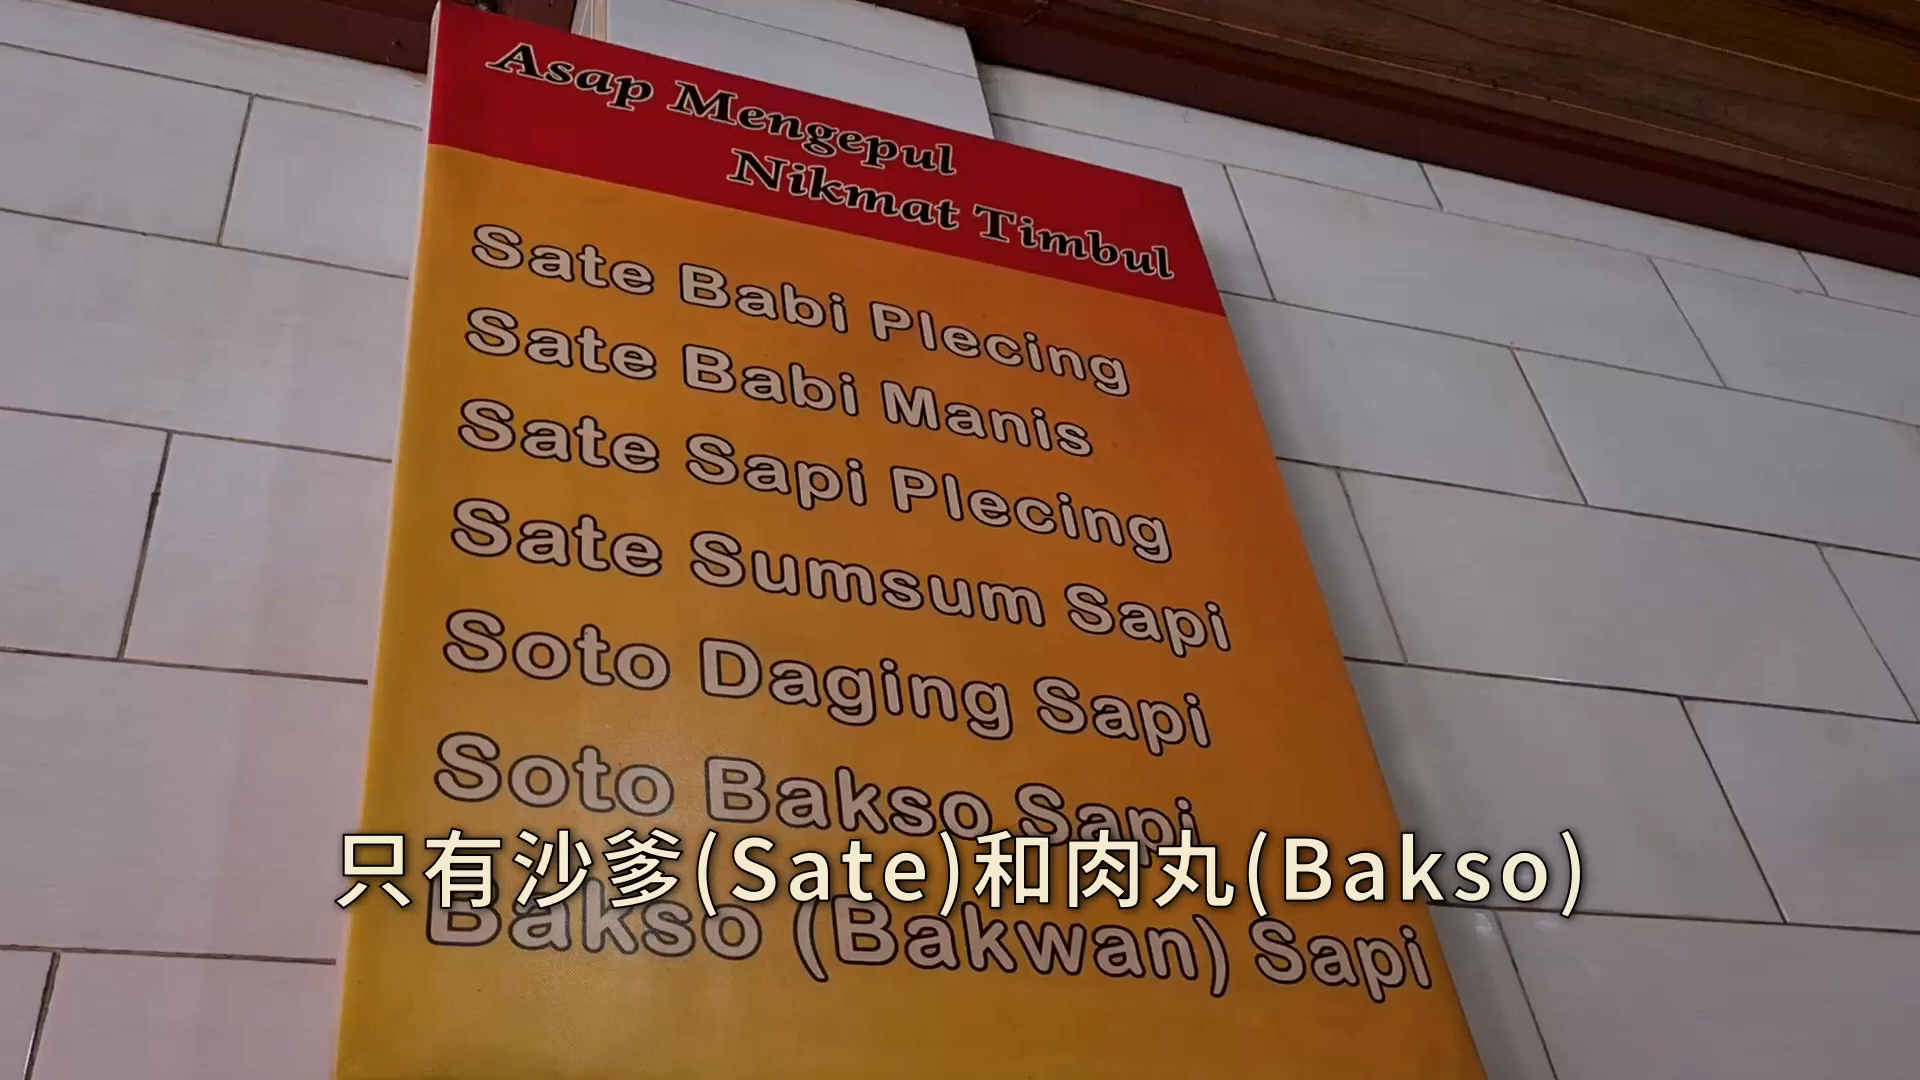 Asap Mengepul
Nikmat Timbul
Sate Babi Plecing
Sate Babi Manis
Sate Sapi Plecing
Sate Sumsum Sapi
Soto Daging Sapi
Soto Bakso Sapi
只有沙爹(Sate)和肉丸(Bakso)
Bakso (Bakwan) Sapi